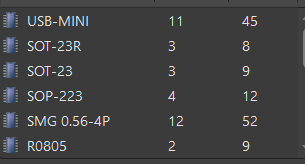 USB-MINI 11 45
SOT-23R 3 8
SOT-23 3 9
SOP-223 4 12
SMG 0.56-4P 12 52
R0805 2 9